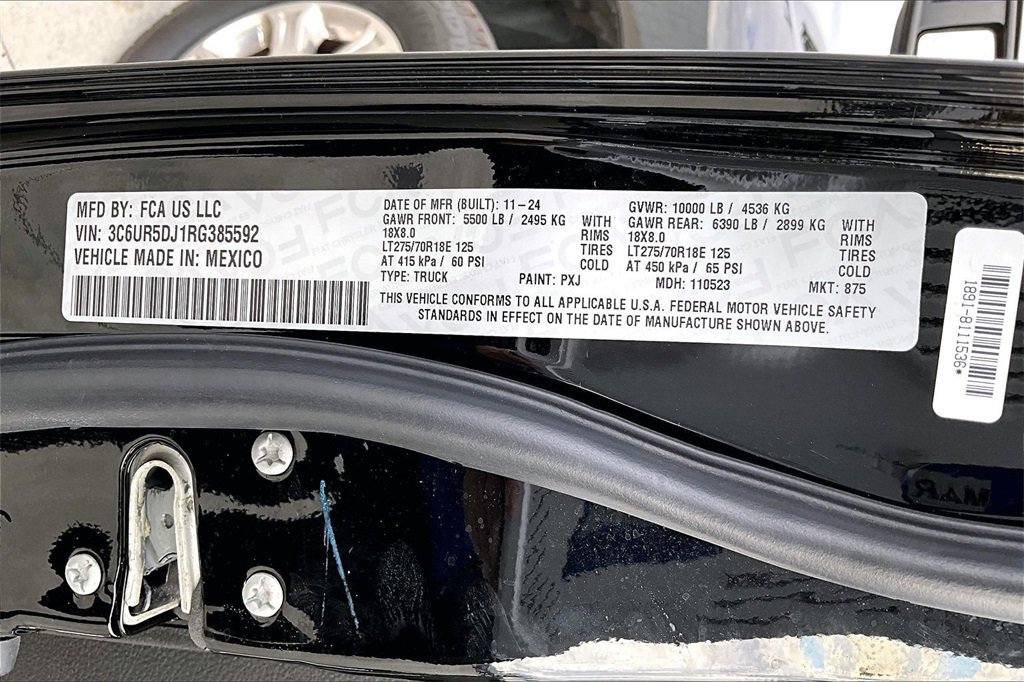 MFD BY: FCA US LLC
VIN: 3C6UR5DJ1RG385592
VEHICLE MADE IN: MEXICO
DATE OF MFR (BUILT): 11-24
GAWR FRONT: 5500 LB / 2495 KG WITH
18X8.0 RIMS
LT275/70R18E 125 TIRES
AT 415 kPa / 60 PSI COLD
TYPE: TRUCK PAINT: PXJ
GVWR: 10000 LB / 4536 KG
GAWR REAR: 6390 LB / 2899 KG WITH
18X8.0 RIMS
LT275/70R18E 125 TIRES
AT 450 kPa / 65 PSI COLD
MDH: 110523 MKT: 875
THIS VEHICLE CONFORMS TO ALL APPLICABLE U.S.A. FEDERAL MOTOR VEHICLE SAFETY
STANDARDS IN EFFECT ON THE DATE OF MANUFACTURE SHOWN ABOVE.
1891-8111536*
RAM